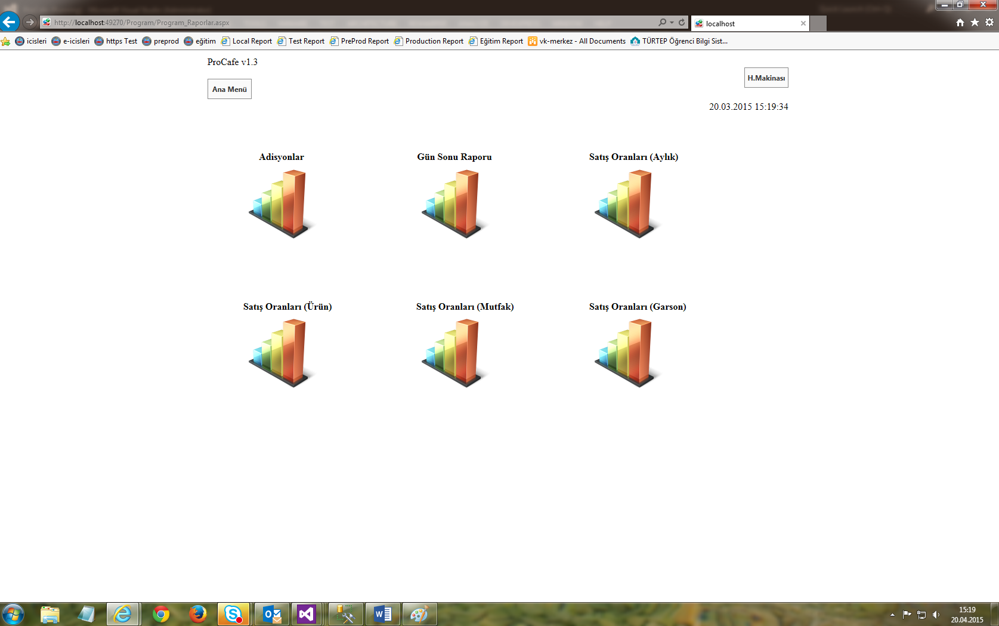 http://localhost:49270/Program/Program_Raporlar.aspx
localhost
icisleri e-icisleri https Test preprod eğitim Local Report Test Report PreProd Report Production Report Eğitim Report vk-merkez - All Documents TÜRTEP Öğrenci Bilgi Sist...
ProCafe v1.3
H.Makinası
Ana Menü
20.03.2015 15:19:34
Adisyonlar Gün Sonu Raporu Satış Oranları (Aylık)
Satış Oranları (Ürün) Satış Oranları (Mutfak) Satış Oranları (Garson)
15:19
20.04.2015